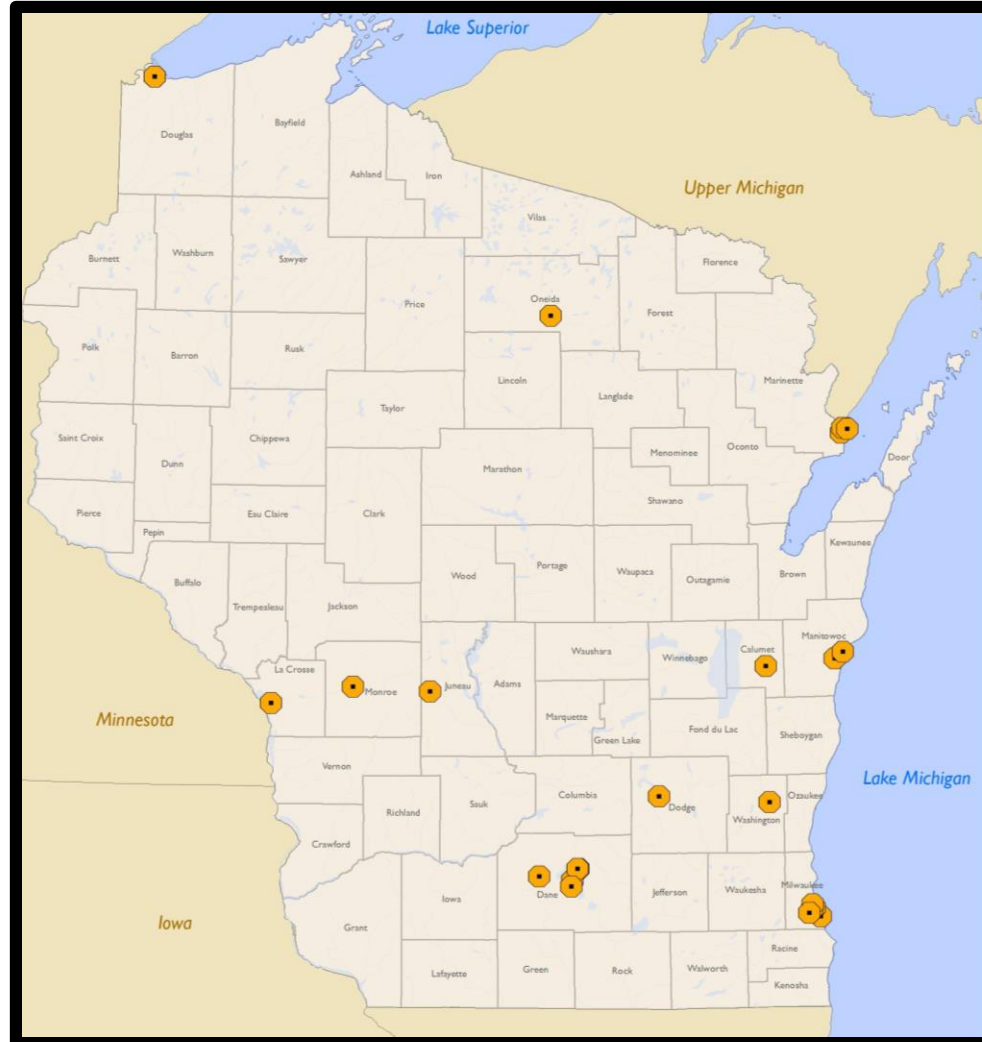 Lake Superior
Bayfield
Douglas
Ashland
Iron
Upper Michigan
Vilas
Washburn
Burnett
Sawyer
Florence
Oneida
Price
Forest
Polk
Rusk
Barron
Lincoln
Marinette
Langlade
Taylor
Saint Croix
Chippewa
Oconto
Menominee
Door
Dunn
Marathon
Shawano
Pierce
Eau Claire
Clark
Pepin
Kewaunee
Portage
Waupaca
Wood
Brown
Outagamie
Buffalo
Trempealeau
Jackson
Manitowoc
Waushara
Calumet
Winnebago
La Crosse
Juneau
Adams
Monroe
Minnesota
Marquette
Fond du Lac
Sheboygan
Green Lake
Vernon
Lake Michigan
Columbia
Ozaukee
Sauk
Dodge
Richland
Washington
Crawford
Milwaukee
Jefferson
Waukesha
Dane
Iowa
Iowa
Grant
Racine
Green
Rock
Walworth
Lafayette
Kenosha